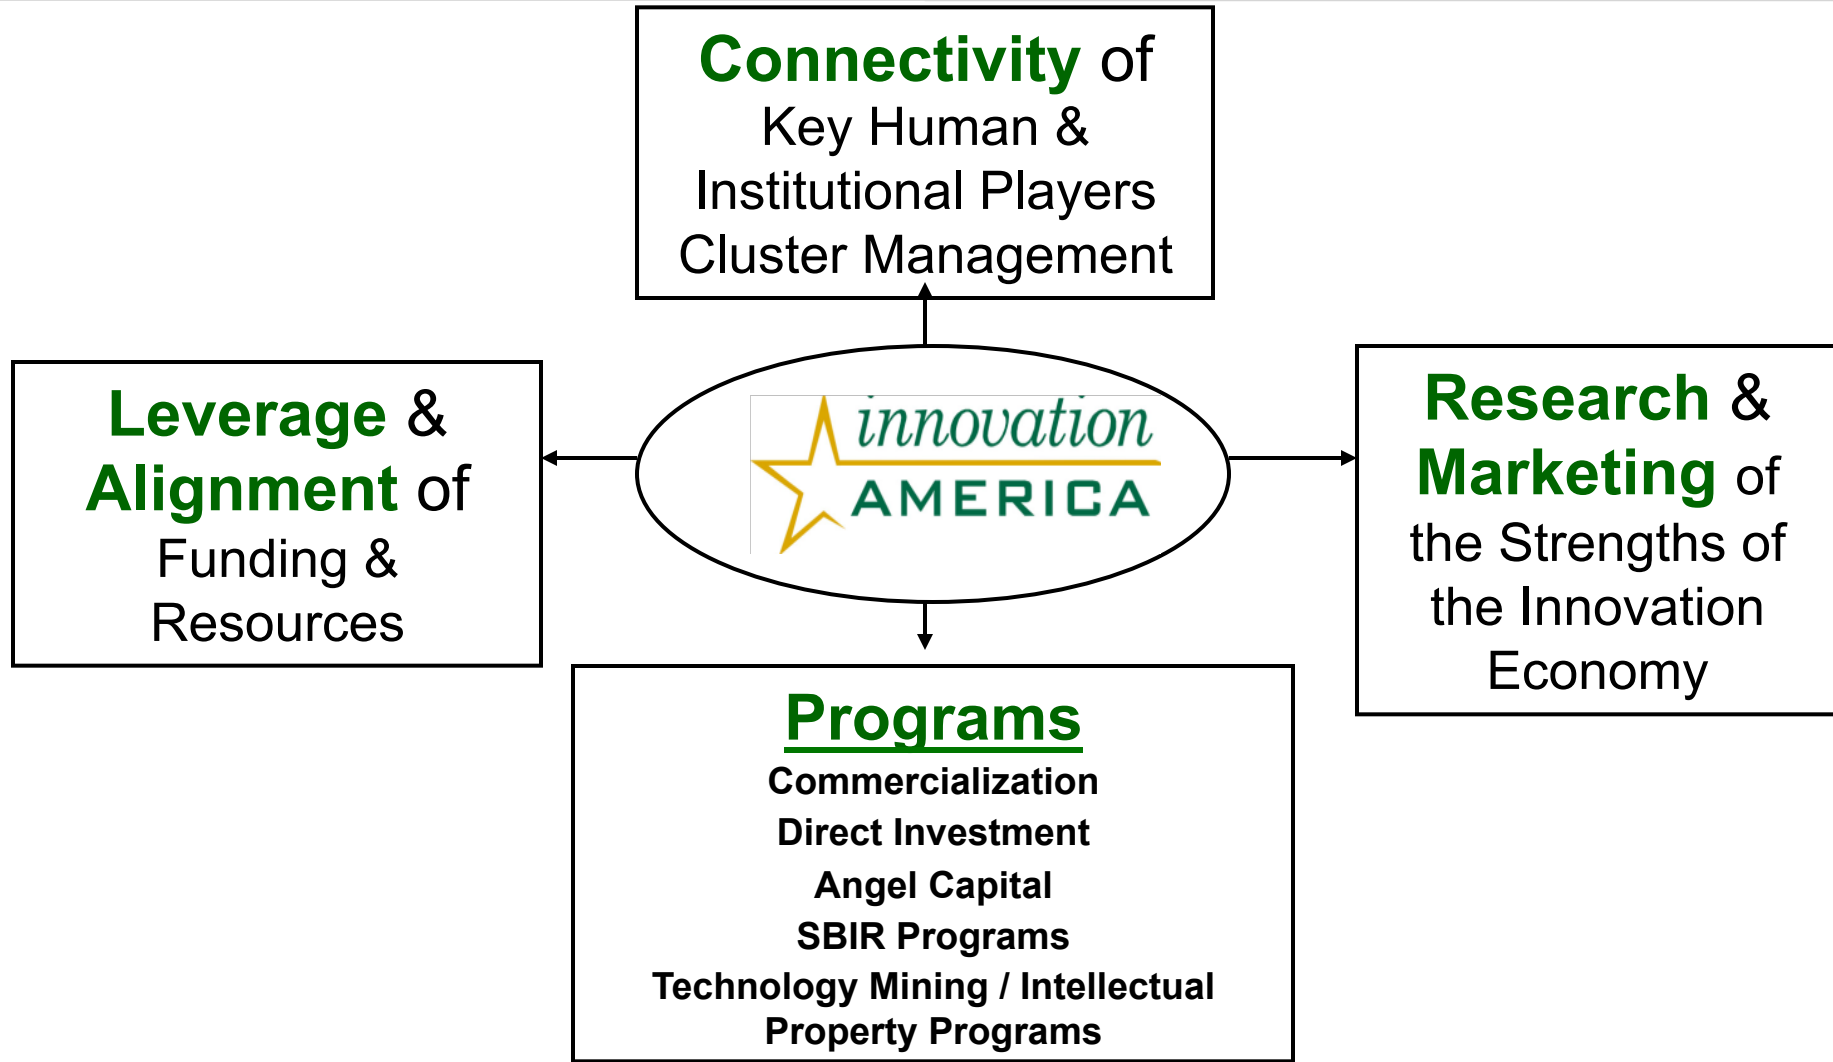 Connectivity of
Key Human &
Institutional Players
Cluster Management
Leverage &
Alignment of
Funding &
Resources
innovation
AMERICA
Research &
Marketing of
the Strengths of
the Innovation
Economy
Programs
Commercialization
Direct Investment
Angel Capital
SBIR Programs
Technology Mining / Intellectual
Property Programs